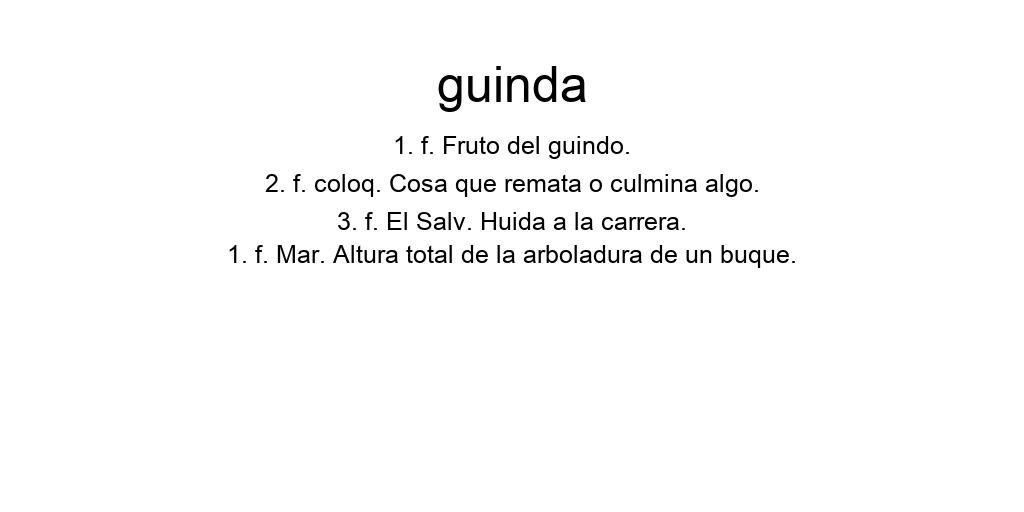 guinda
1. f. Fruto del guindo.
2. f. coloq. Cosa que remata o culmina algo.
3. f. El Salv. Huida a la carrera.
1. f. Mar. Altura total de la arboladura de un buque.